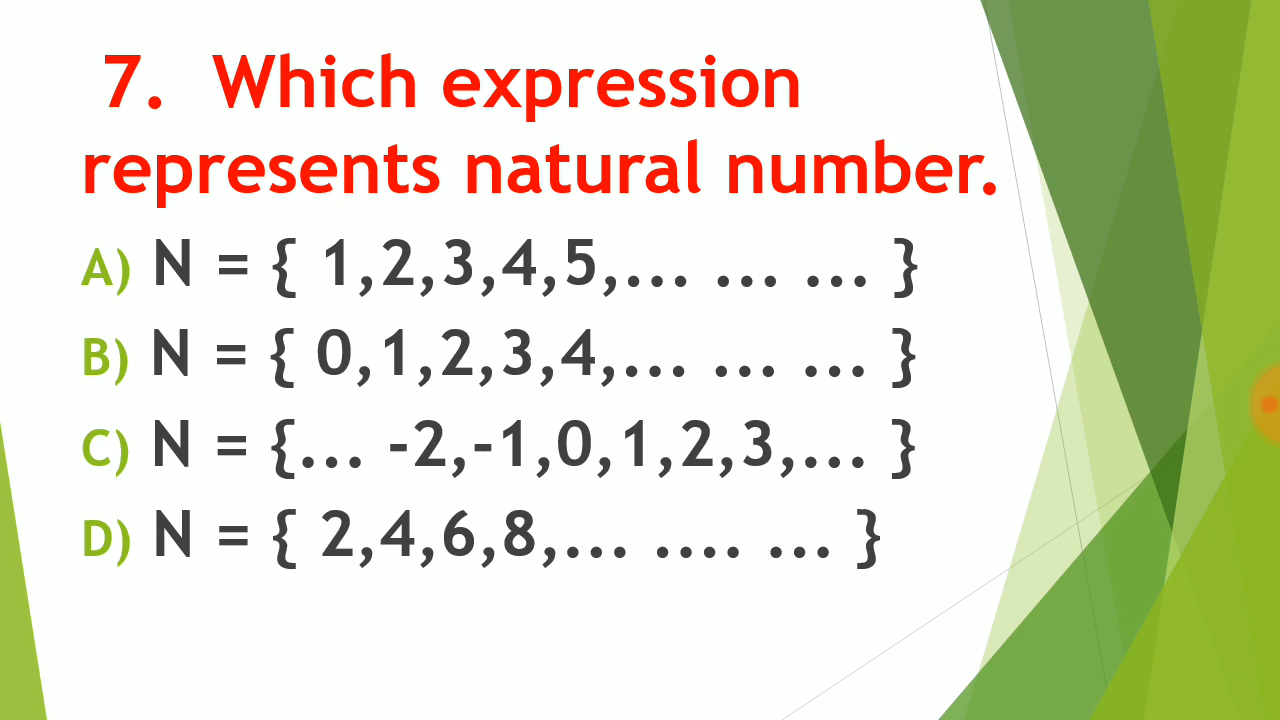 7. Which expression
represents natural number.
A) N = { 1,2,3,4,5,... ... ... }
B) N = { 0,1,2,3,4,... ... ... }
C) N = {... -2,-1,0,1,2,3,... }
D) N = { 2,4,6,8,... .... ... }